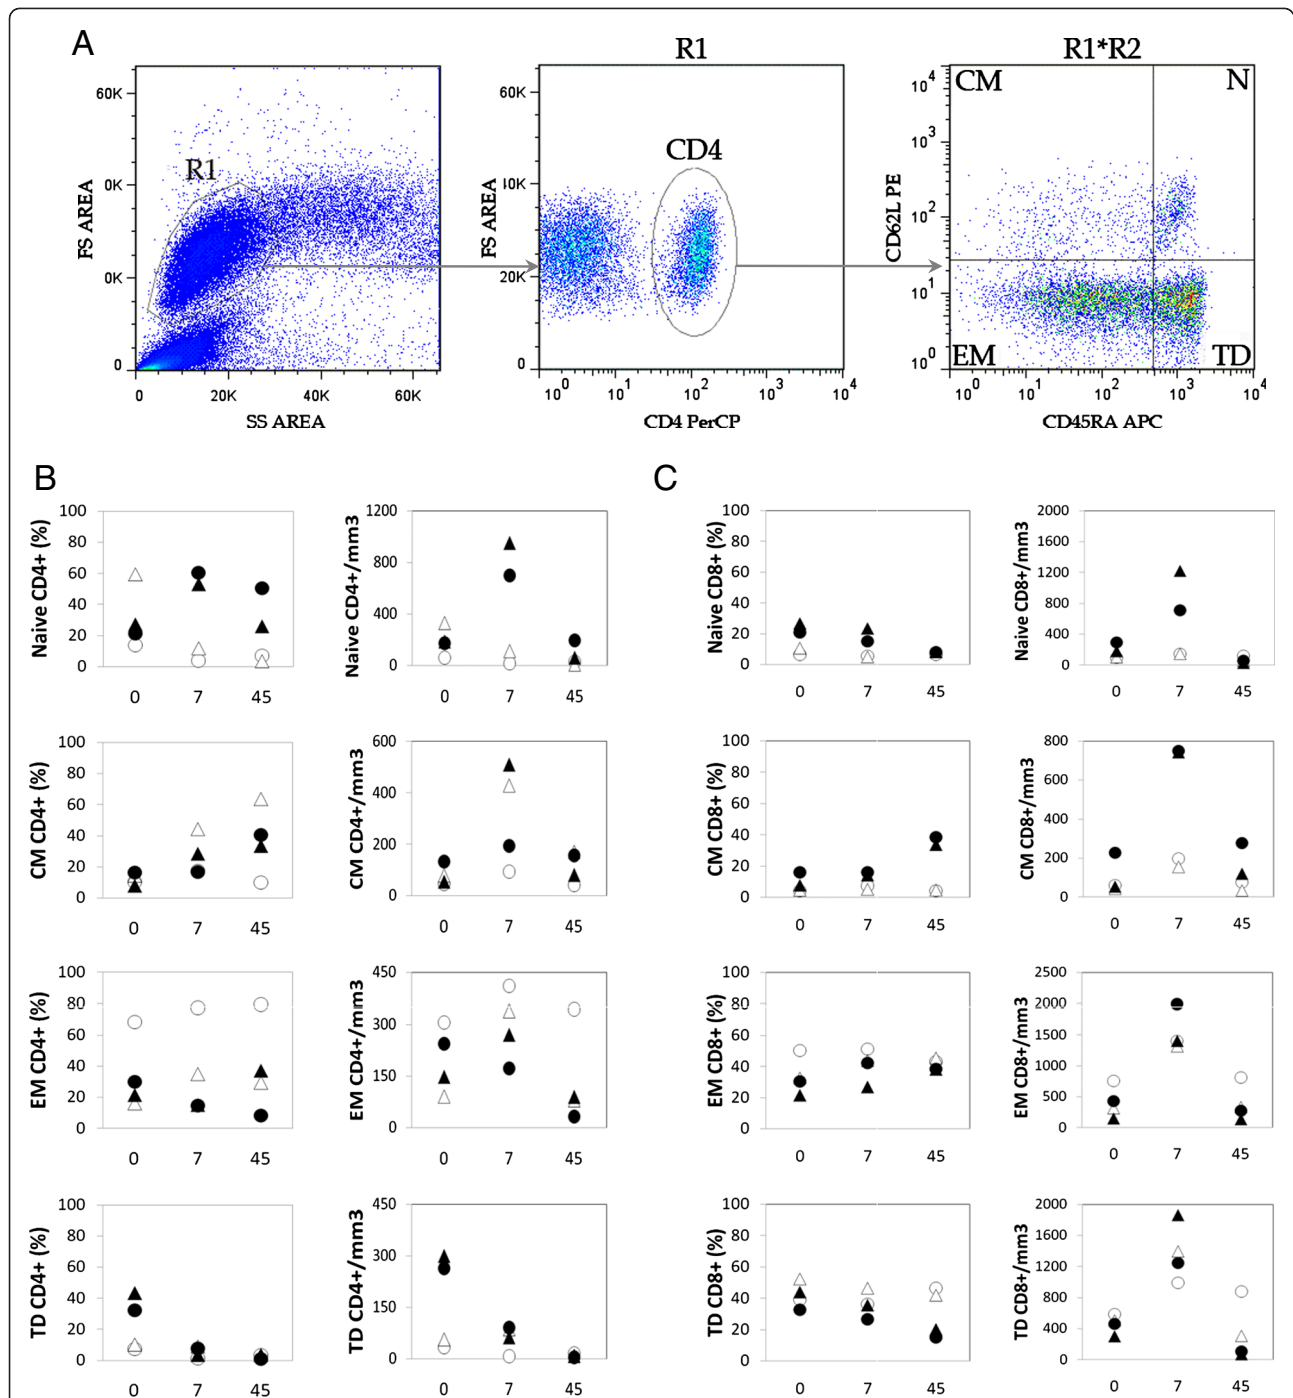 A
R1
R1*R2
60K
0K
0K
0
R1
FS AREA
0 20K 40K 60K
SS AREA
60K
10K
20K
0
CD4
FS AREA
10^0 10^1 10^2 10^3 10^4
CD4 PerCP
10^4
10^3
10^2
10^1
10^0
CM N
EM TD
CD62L PE
10^0 10^1 10^2 10^3 10^4
CD45RA APC
B
Naive CD4+ (%)
100
80
60
40
20
0
0 7 45
Naive CD4+/mm3
1200
800
400
0
0 7 45
CM CD4+ (%)
100
80
60
40
20
0
0 7 45
CM CD4+/mm3
600
400
200
0
0 7 45
EM CD4+ (%)
100
80
60
40
20
0
0 7 45
EM CD4+/mm3
450
300
150
0
0 7 45
TD CD4+ (%)
100
80
60
40
20
0
0 7 45
TD CD4+/mm3
450
300
150
0
0 7 45
C
Naive CD8+ (%)
100
80
60
40
20
0
0 7 45
Naive CD8+/mm3
2000
1600
1200
800
400
0
0 7 45
CM CD8+ (%)
100
80
60
40
20
0
0 7 45
CM CD8+/mm3
800
600
400
200
0
0 7 45
EM CD8+ (%)
100
80
60
40
20
0
0 7 45
EM CD8+/mm3
2500
2000
1500
1000
500
0
0 7 45
TD CD8+ (%)
100
80
60
40
20
0
0 7 45
TD CD8+/mm3
2000
1600
1200
800
400
0
0 7 45